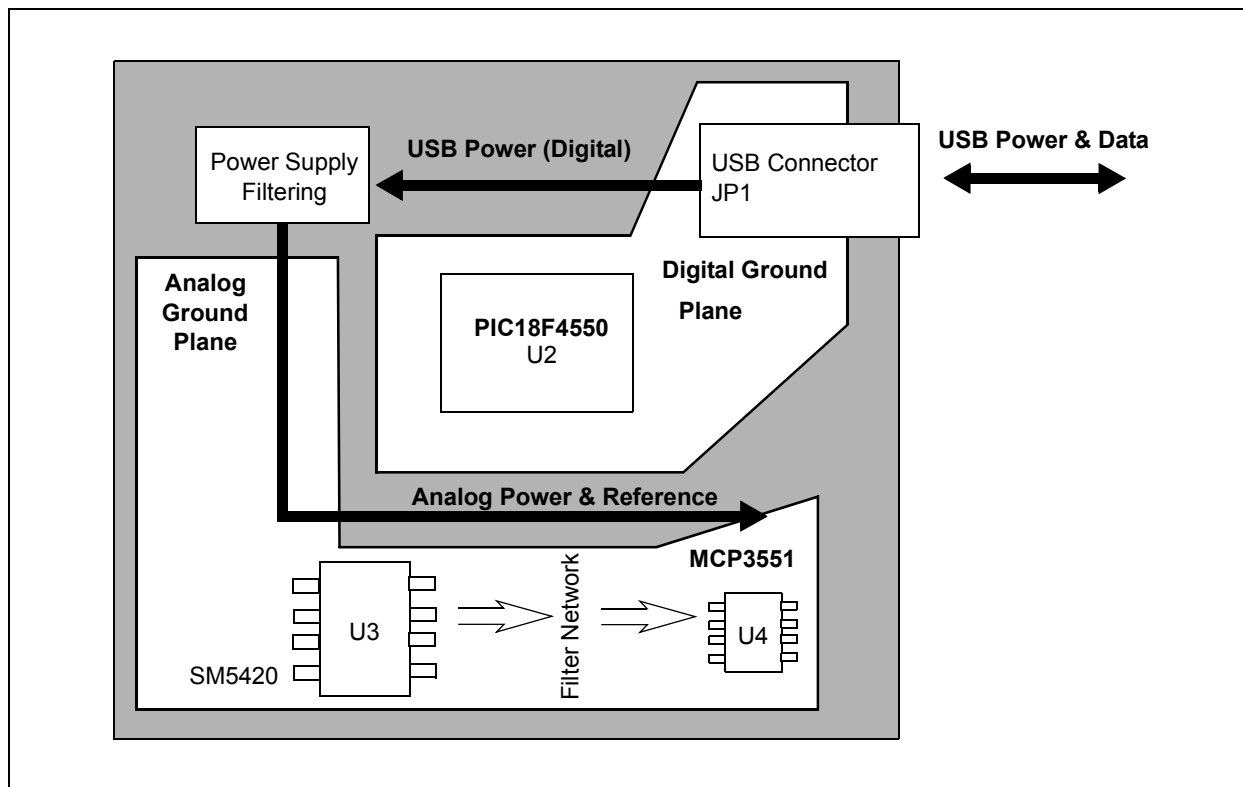 USB Power & Data
USB Power (Digital)
Power Supply
Filtering
USB Connector
JP1
Digital Ground
Plane
Analog
Ground
Plane
PIC18F4550
U2
Analog Power & Reference
MCP3551
U3
Filter Network
U4
SM5420